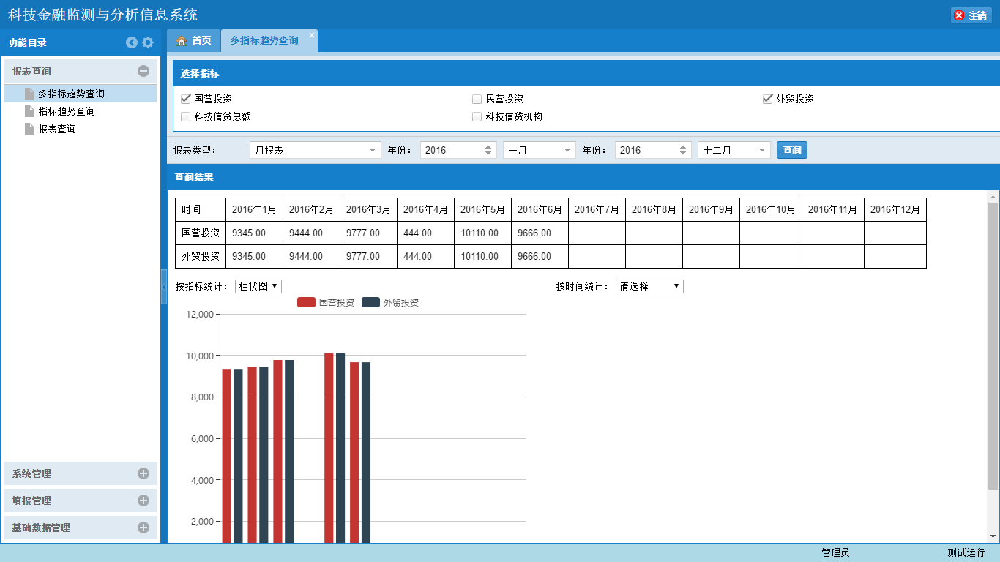 科技金融监测与分析信息系统
注销
功能目录
首页
多指标趋势查询
报表查询
多指标趋势查询
指标趋势查询
报表查询
系统管理
填报管理
基础数据管理
选择指标
国营投资 民营投资 外贸投资
科技信贷总额 科技信贷机构
报表类型: 月报表 年份: 2016 一月 年份: 2016 十二月 查询
查询结果
时间 2016年1月 2016年2月 2016年3月 2016年4月 2016年5月 2016年6月 2016年7月 2016年8月 2016年9月 2016年10月 2016年11月 2016年12月
国营投资 9345.00 9444.00 9777.00 444.00 10110.00 9666.00
外贸投资 9345.00 9444.00 9777.00 444.00 10110.00 9666.00
按指标统计: 柱状图 按时间统计: 请选择
国营投资 外贸投资
12,000
10,000
8,000
6,000
4,000
2,000
管理员 测试运行